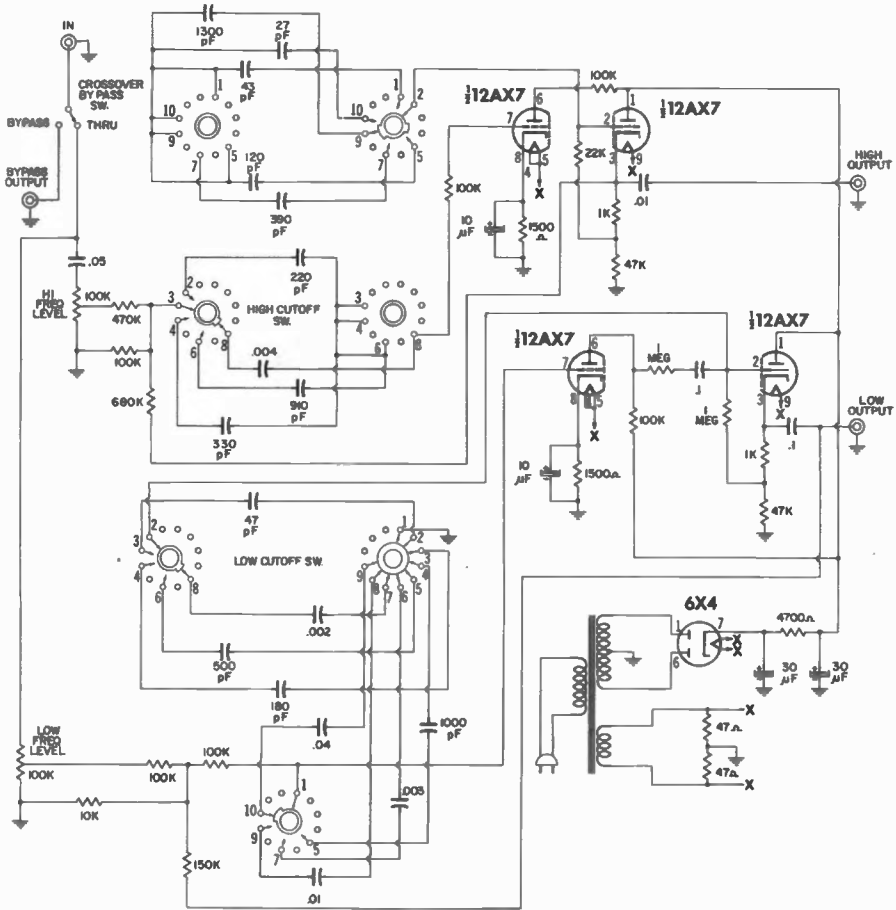 IN
CROSSOVER
BY PASS
SW.
BYPASS
THRU
BYPASS
OUTPUT
1300
pF
27
pF
43
pF
120
pF
390
pF
1
10
9
7
5
10
9
7
5
2
1
½12AX7
6
7
8
4
5
X
100K
½12AX7
1
2
3
9
X
22K
100K
10
µF
1500
Ω
1K
47K
.01
HIGH
OUTPUT
.05
HI
FREQ
LEVEL
100K
470K
100K
680K
220
pF
HIGH CUTOFF
SW.
.004
910
pF
330
pF
2
3
4
6
8
3
4
6
8
½12AX7
6
7
8
5
X
1
MEG
.1
1
MEG
100K
½12AX7
1
2
3
9
X
.1
LOW
OUTPUT
10
µF
1500Ω
1K
47K
47
pF
LOW CUTOFF SW.
.002
500
pF
180
pF
2
3
4
6
8
1
2
3
4
5
6
7
8
9
.04
1000
pF
.003
.01
1
10
9
7
5
LOW
FREQ
LEVEL
100K
100K
100K
10K
150K
6X4
1
6
7
X
X
4700Ω
30
µF
30
µF
47Ω
47Ω
X
X